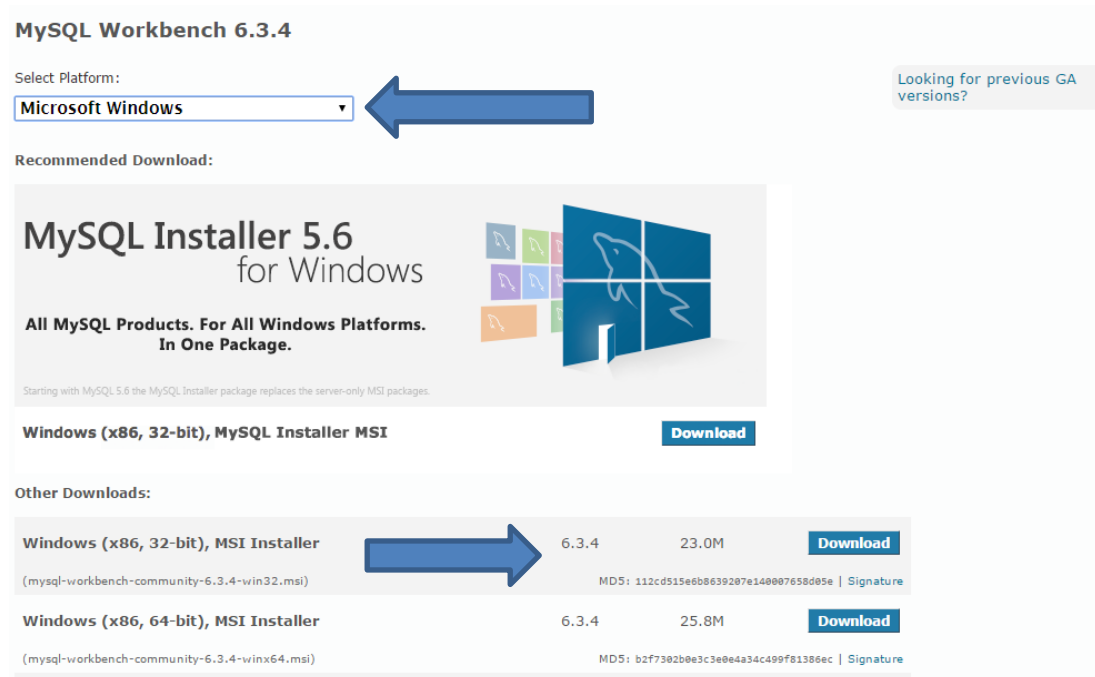 MySQL Workbench 6.3.4
Select Platform:
Microsoft Windows
Looking for previous GA
versions?
Recommended Download:
MySQL Installer 5.6
for Windows
All MySQL Products. For All Windows Platforms.
In One Package.
Starting with MySQL 5.6 the MySQL Installer package replaces the server-only MSI packages.
Windows (x86, 32-bit), MySQL Installer MSI Download
Other Downloads:
Windows (x86, 32-bit), MSI Installer 6.3.4 23.0M Download
(mysql-workbench-community-6.3.4-win32.msi) MD5: 112cd515e6b8639207e140007658d05e | Signature
Windows (x86, 64-bit), MSI Installer 6.3.4 25.8M Download
(mysql-workbench-community-6.3.4-winx64.msi) MD5: b2f7302b0e3c3e0e4a34c499f81386ec | Signature